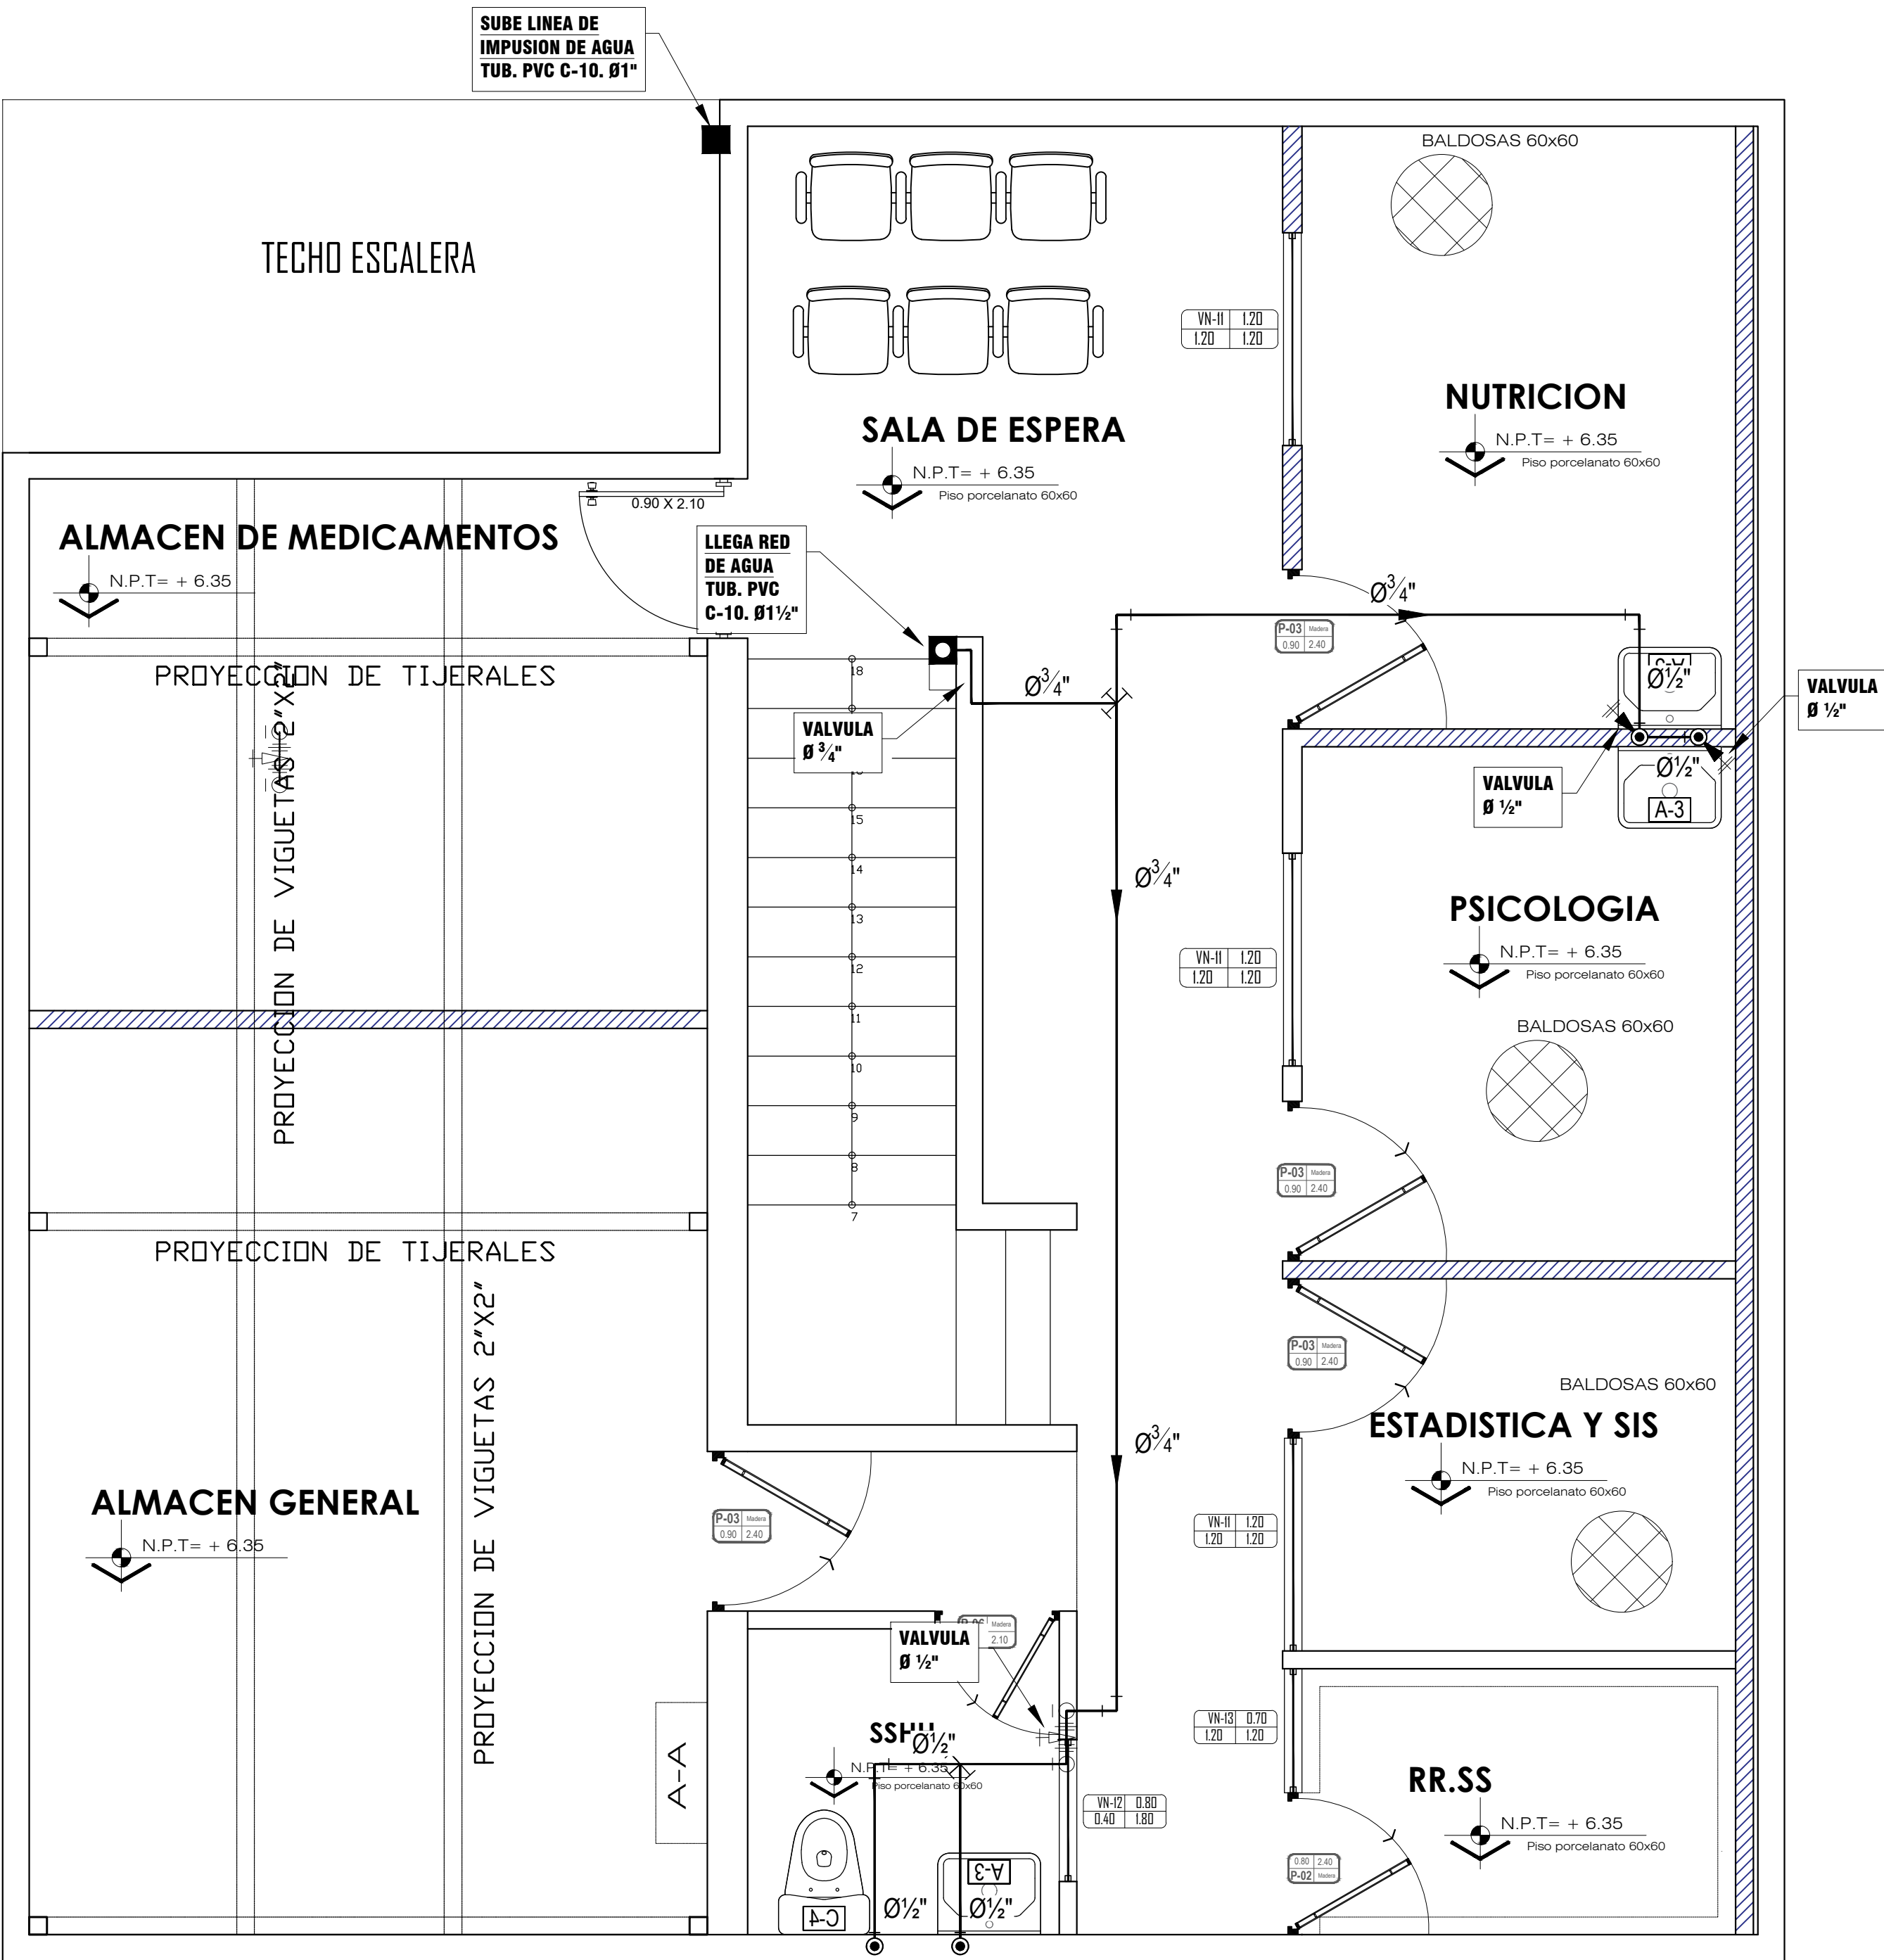 SUBE LINEA DE
IMPUSION DE AGUA
TUB. PVC C-10. Ø1"
BALDOSAS 60x60
TECHO ESCALERA
VN-11 1.20
1.20 1.20
NUTRICION
N.P.T= + 6.35
Piso porcelanato 60x60
SALA DE ESPERA
N.P.T= + 6.35
Piso porcelanato 60x60
0.90 X 2.10
ALMACEN DE MEDICAMENTOS
N.P.T= + 6.35
LLEGA RED
DE AGUA
TUB. PVC
C-10. Ø1½"
Ø3/4"
P-03 Madera
0.90 2.40
PROYECCION DE TIJERALES
PROYECCION DE VIGUETAS 2"X2"
18
Ø3/4"
Ø½"
VALVULA
Ø ½"
VALVULA
Ø 3/4"
Ø½"
VALVULA
Ø ½"
A-3
15
14
13
12
11
10
9
8
7
Ø3/4"
PSICOLOGIA
N.P.T= + 6.35
Piso porcelanato 60x60
VN-11 1.20
1.20 1.20
BALDOSAS 60x60
P-03 Madera
0.90 2.40
PROYECCION DE TIJERALES
PROYECCION DE VIGUETAS 2"X2"
P-03 Madera
0.90 2.40
BALDOSAS 60x60
ESTADISTICA Y SIS
N.P.T= + 6.35
Piso porcelanato 60x60
Ø3/4"
ALMACEN GENERAL
N.P.T= + 6.35
P-03 Madera
0.90 2.40
VN-11 1.20
1.20 1.20
Madera
2.10
VALVULA
Ø ½"
Ø½"
N.P.T= + 6.35
Piso porcelanato 60x60
VN-13 0.70
1.20 1.20
A-A
RR.SS
N.P.T= + 6.35
Piso porcelanato 60x60
VN-12 0.80
0.40 1.80
0.80 2.40
P-02 Madera
A-3
C-4
Ø½"
Ø½"